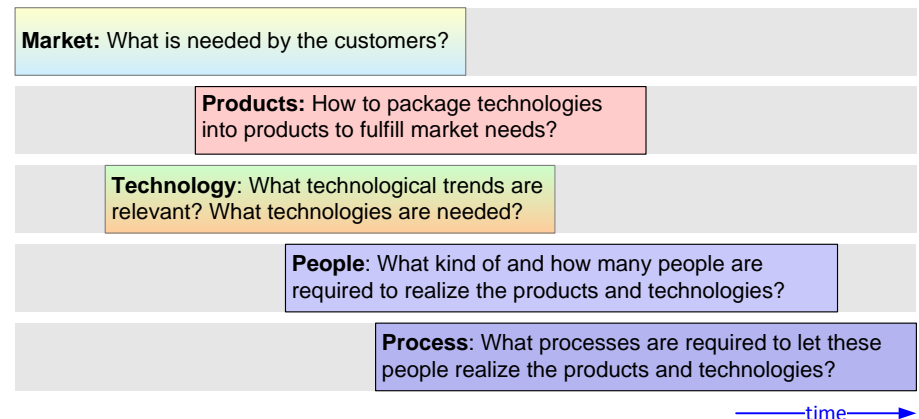 Market: What is needed by the customers?
Products: How to package technologies
into products to fulfill market needs?
Technology: What technological trends are
relevant? What technologies are needed?
People: What kind of and how many people are
required to realize the products and technologies?
Process: What processes are required to let these
people realize the products and technologies?
time